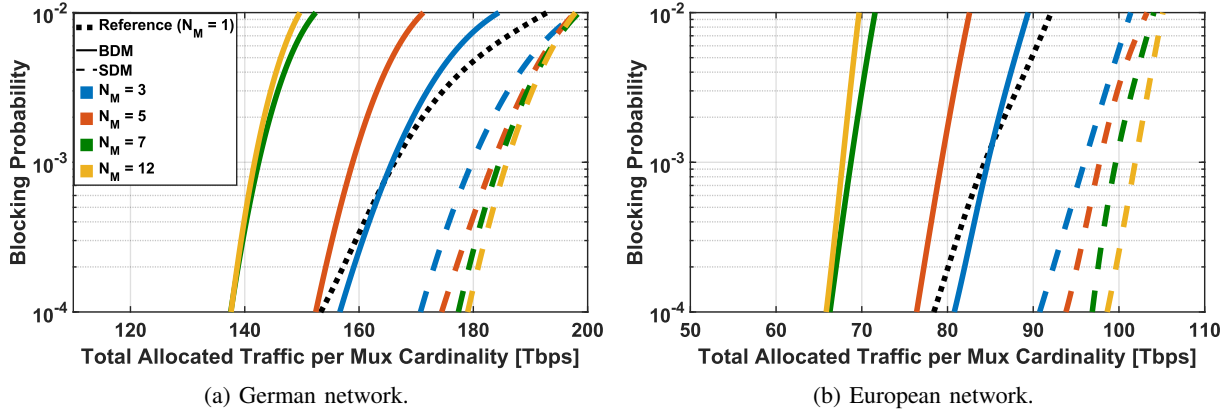 Blocking Probability
10⁻²
10⁻³
10⁻⁴
Reference (N_M = 1)
BDM
SDM
N_M = 3
N_M = 5
N_M = 7
N_M = 12
120 140 160 180 200
Total Allocated Traffic per Mux Cardinality [Tbps]
(a) German network.
Blocking Probability
10⁻²
10⁻³
10⁻⁴
50 60 70 80 90 100 110
Total Allocated Traffic per Mux Cardinality [Tbps]
(b) European network.